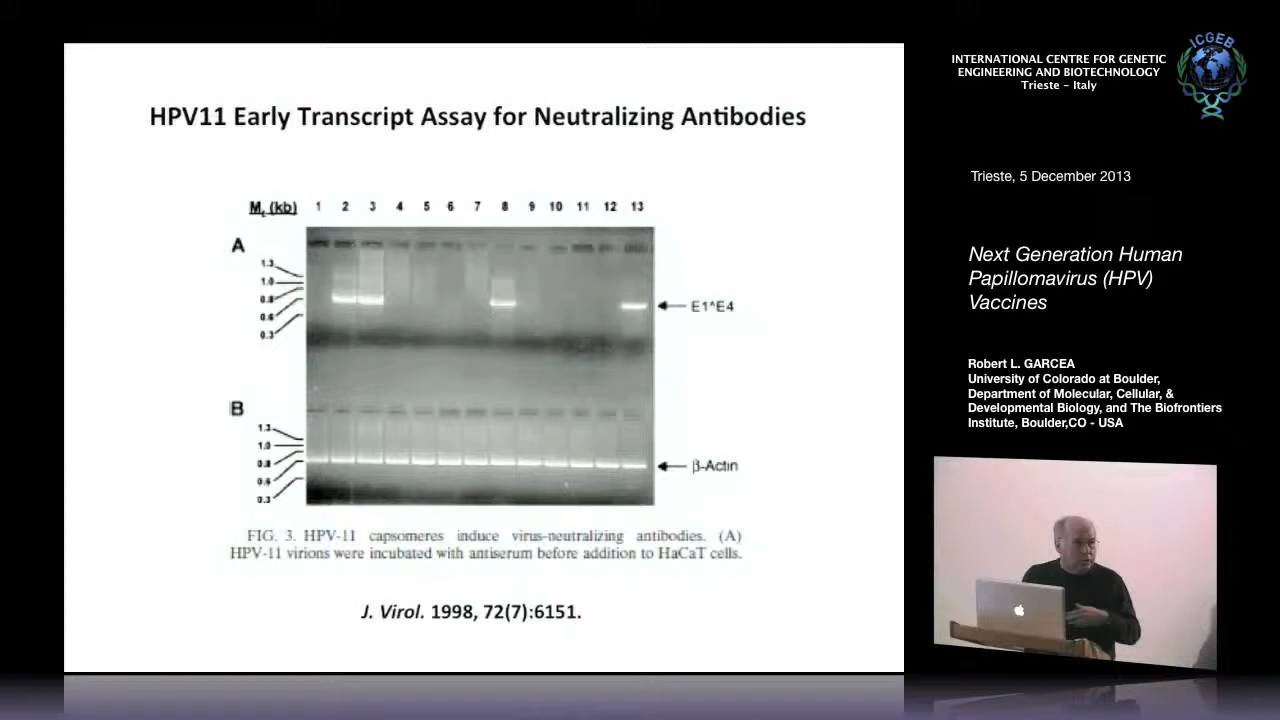 HPV11 Early Transcript Assay for Neutralizing Antibodies
Mr (kb) 1 2 3 4 5 6 7 8 9 10 11 12 13
A
1.3
1.0
0.8
0.6
0.3
E1^E4
B
1.3
1.0
0.8
0.6
0.3
β-Actin
FIG. 3. HPV-11 capsomeres induce virus-neutralizing antibodies. (A)
HPV-11 virions were incubated with antiserum before addition to HaCaT cells.
J. Virol. 1998, 72(7):6151.
INTERNATIONAL CENTRE FOR GENETIC
ENGINEERING AND BIOTECHNOLOGY
Trieste - Italy
ICGEB
Trieste, 5 December 2013
Next Generation Human
Papillomavirus (HPV)
Vaccines
Robert L. GARCEA
University of Colorado at Boulder,
Department of Molecular, Cellular, &
Developmental Biology, and The Biofrontiers
Institute, Boulder,CO - USA